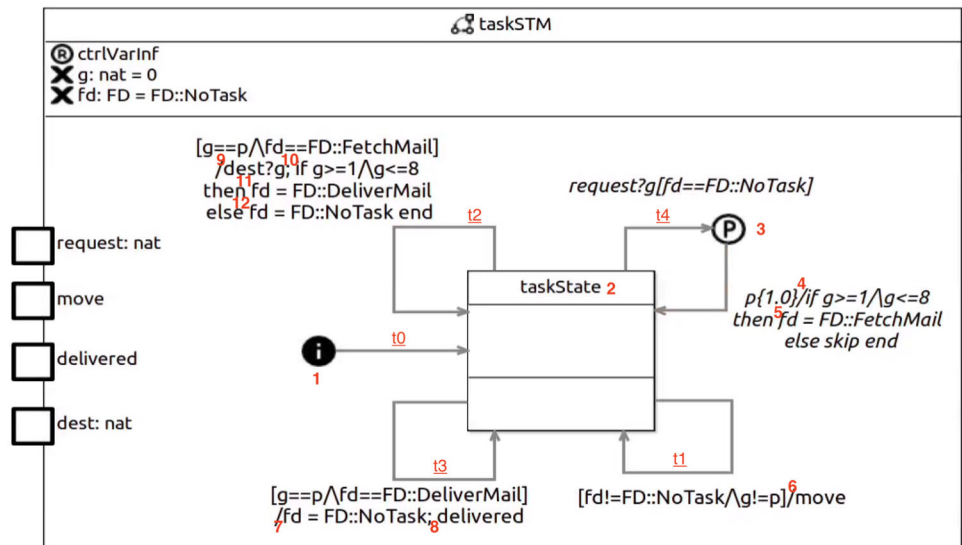 taskSTM
R ctrlVarInf
g: nat = 0
fd: FD = FD::NoTask
[g==p/\fd==FD::FetchMail]
9 10
/dest?g; if g>=1/\g<=8
11
then fd = FD::DeliverMail
12
else fd = FD::NoTask end
request?g[fd==FD::NoTask]
t2
t4
P 3
request: nat
move
delivered
dest: nat
taskState 2
4
p{1.0}/if g>=1/\g<=8
5
then fd = FD::FetchMail
else skip end
t0
i
1
t3
t1
[g==p/\fd==FD::DeliverMail]
/fd = FD::NoTask; delivered
7 8
6
[fd!=FD::NoTask/\g!=p]/move